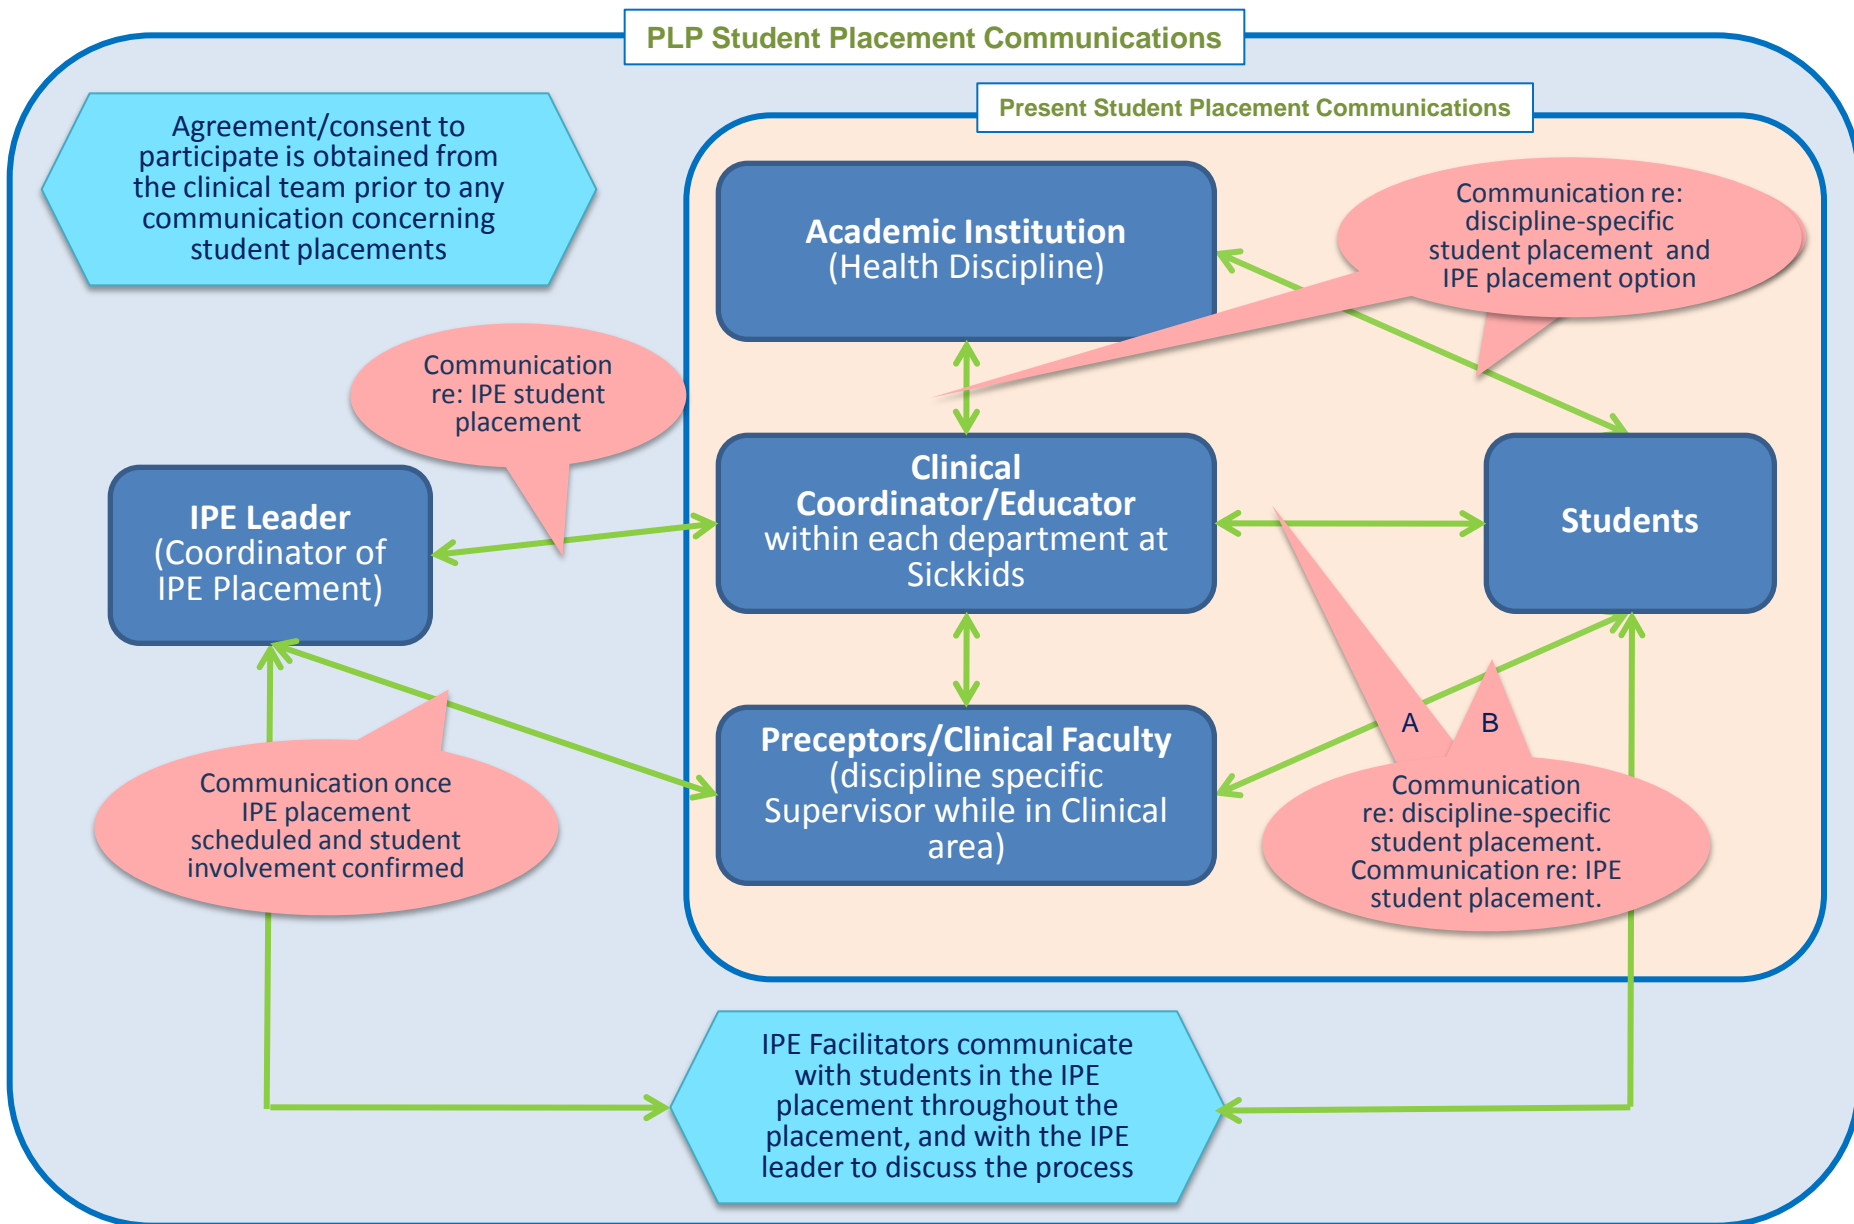 PLP Student Placement Communications
Present Student Placement Communications
Agreement/consent to
participate is obtained from
the clinical team prior to any
communication concerning
student placements
Academic Institution
(Health Discipline)
Communication re:
discipline-specific
student placement and
IPE placement option
Communication
re: IPE student
placement
IPE Leader
(Coordinator of
IPE Placement)
Clinical
Coordinator/Educator
within each department at
Sickkids
Students
Preceptors/Clinical Faculty
(discipline specific
Supervisor while in Clinical
area)
A
B
Communication
re: discipline-specific
student placement.
Communication re: IPE
student placement.
Communication once
IPE placement
scheduled and student
involvement confirmed
IPE Facilitators communicate
with students in the IPE
placement throughout the
placement, and with the IPE
leader to discuss the process